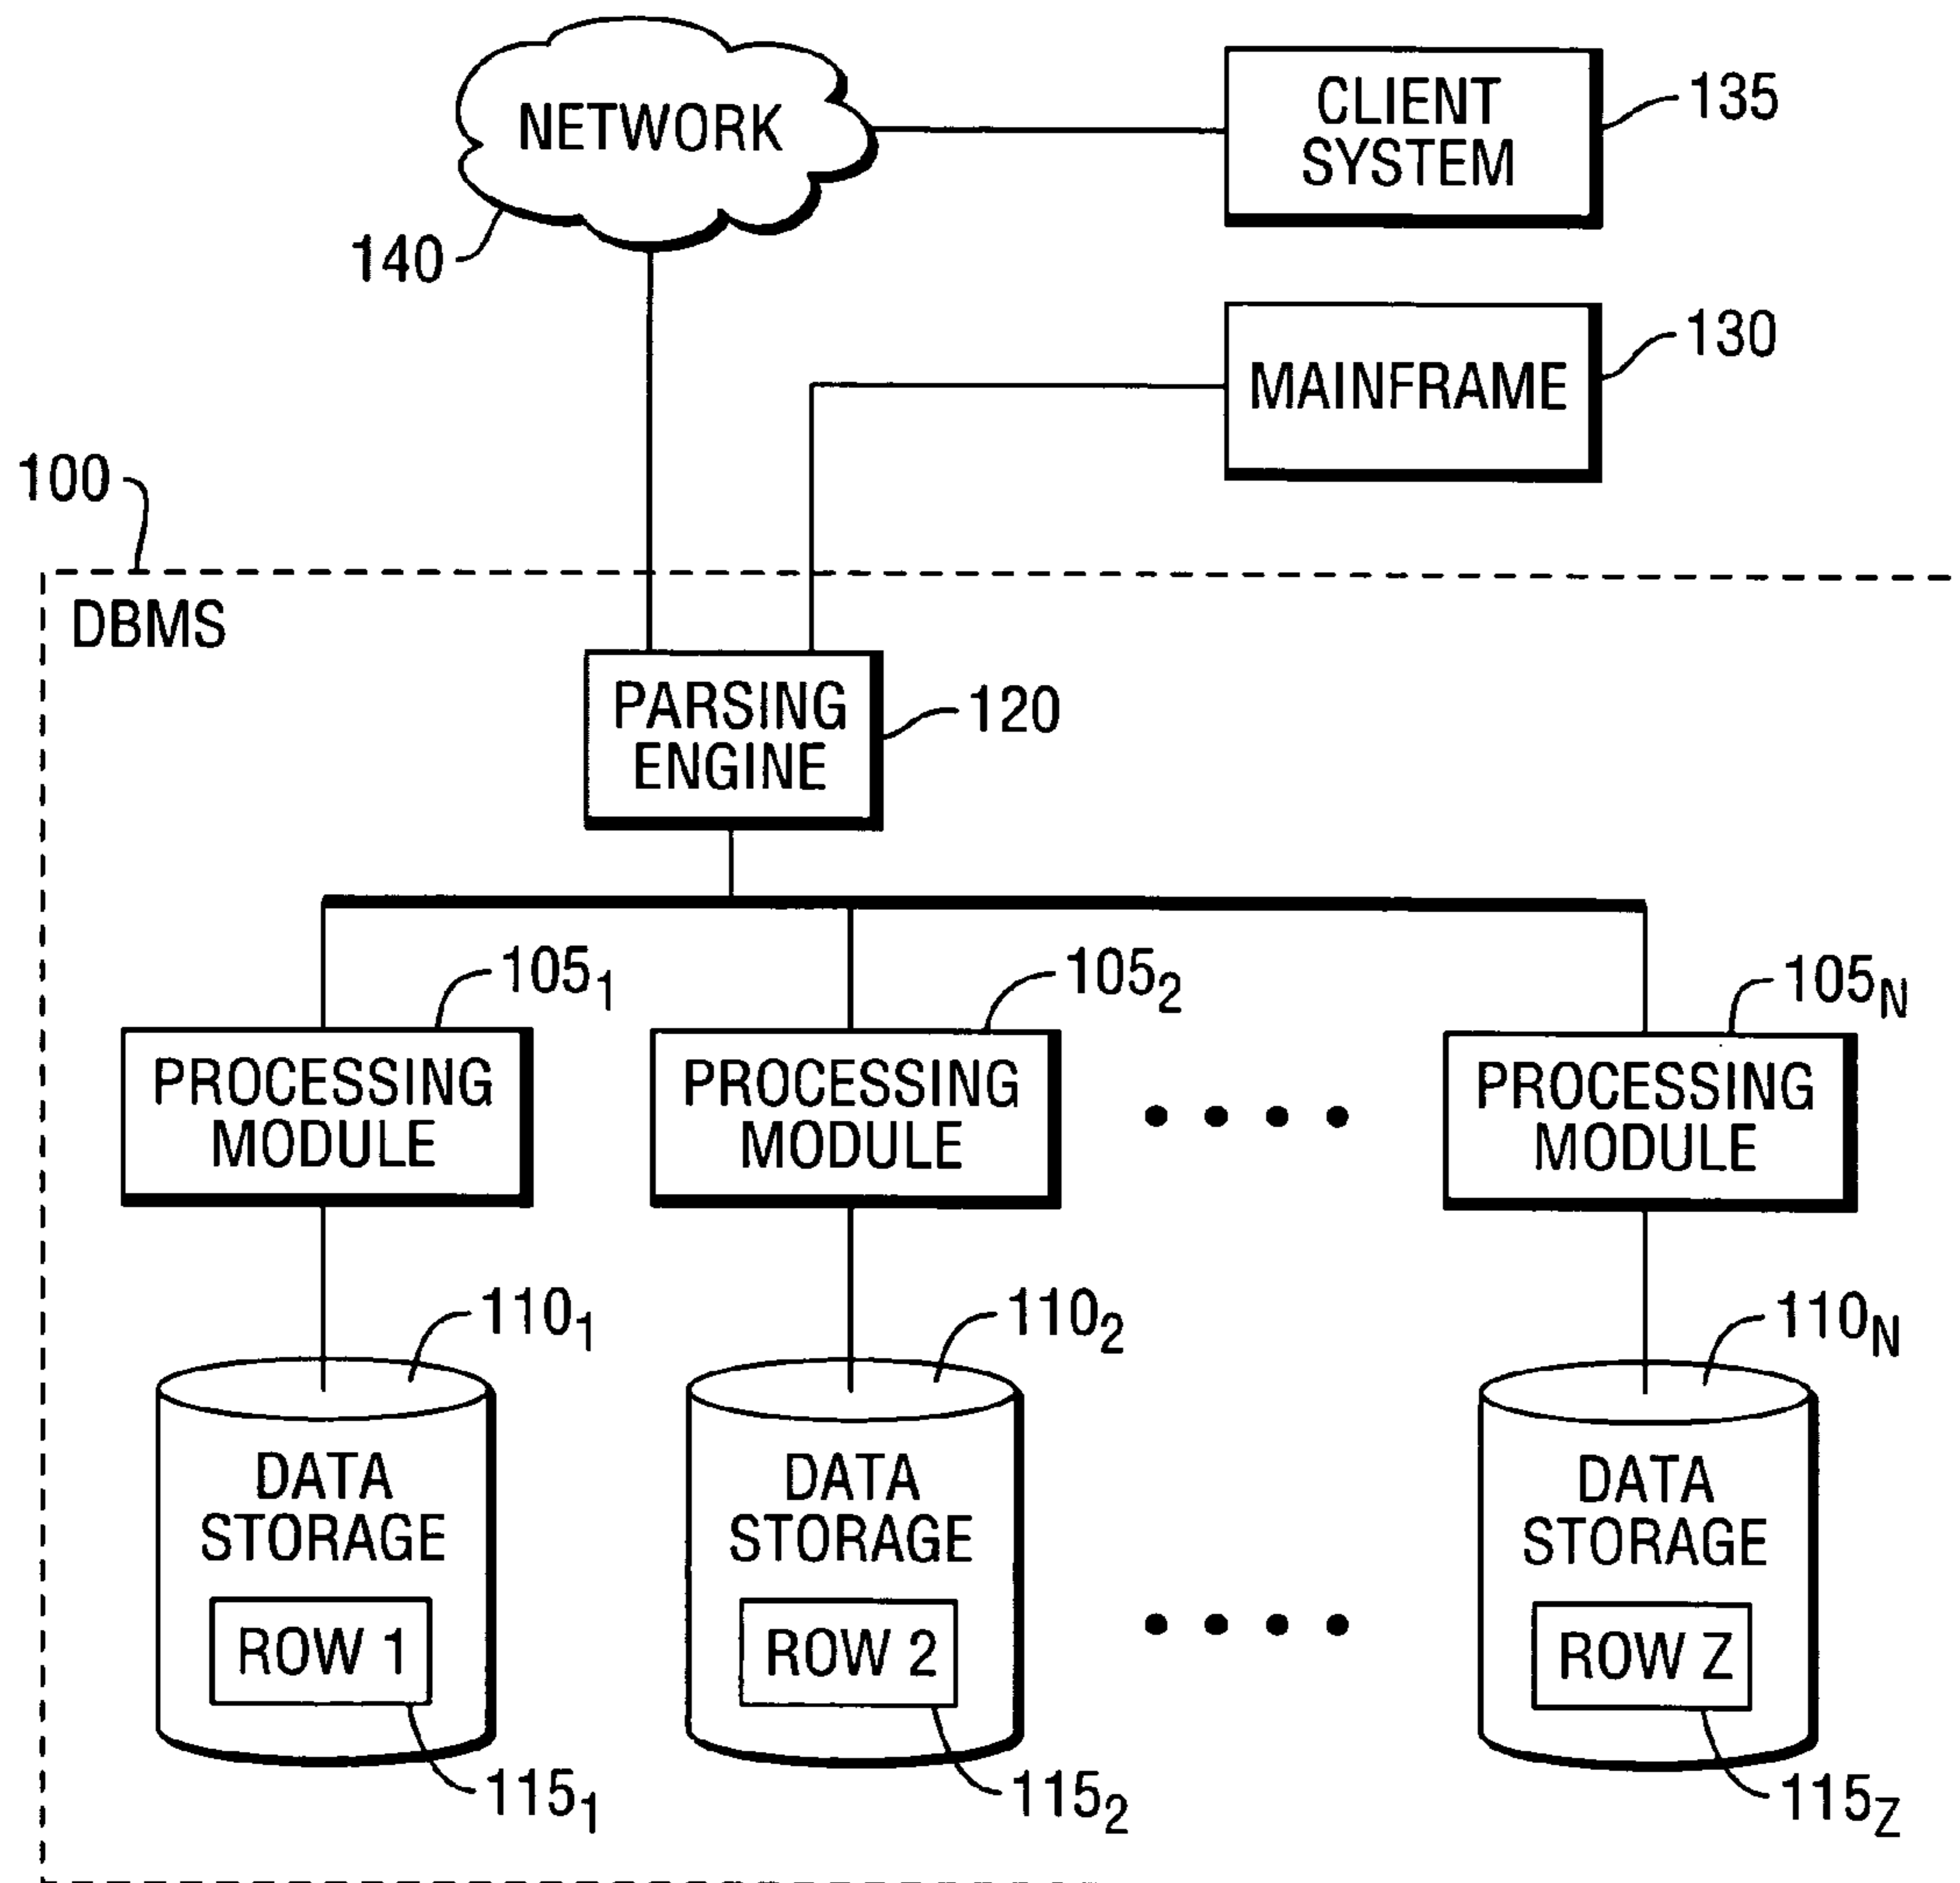 NETWORK
CLIENT
SYSTEM
135
140
MAINFRAME
130
100
DBMS
PARSING
ENGINE
120
105₁
105₂
105N
PROCESSING
MODULE
PROCESSING
MODULE
PROCESSING
MODULE
110₁
110₂
110N
DATA
STORAGE
DATA
STORAGE
DATA
STORAGE
ROW 1
ROW 2
ROW Z
115₁
115₂
115Z